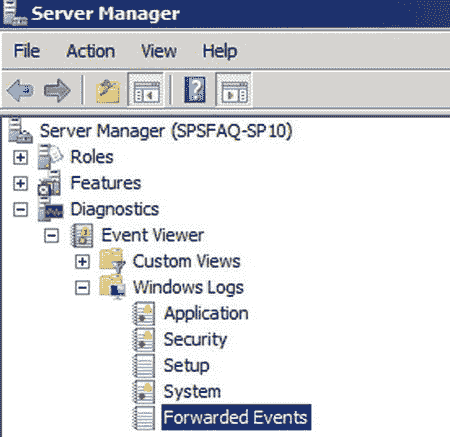 Server Manager
File Action View Help
Server Manager (SPSFAQ-SP10)
Roles
Features
Diagnostics
Event Viewer
Custom Views
Windows Logs
Application
Security
Setup
System
Forwarded Events